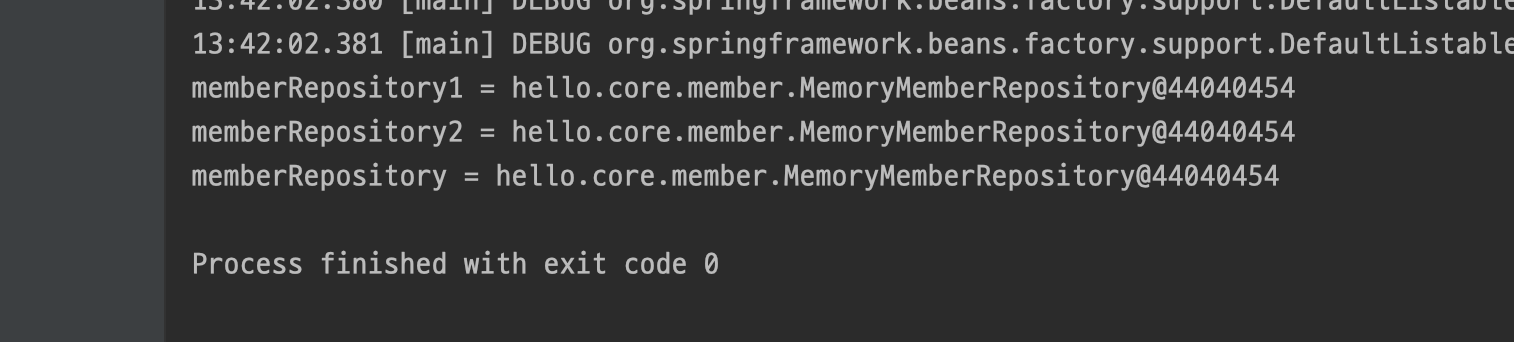 13:42:02.380 [main] DEBUG org.springframework.beans.factory.support.DefaultListable
13:42:02.381 [main] DEBUG org.springframework.beans.factory.support.DefaultListable
memberRepository1 = hello.core.member.MemoryMemberRepository@44040454
memberRepository2 = hello.core.member.MemoryMemberRepository@44040454
memberRepository = hello.core.member.MemoryMemberRepository@44040454
Process finished with exit code 0